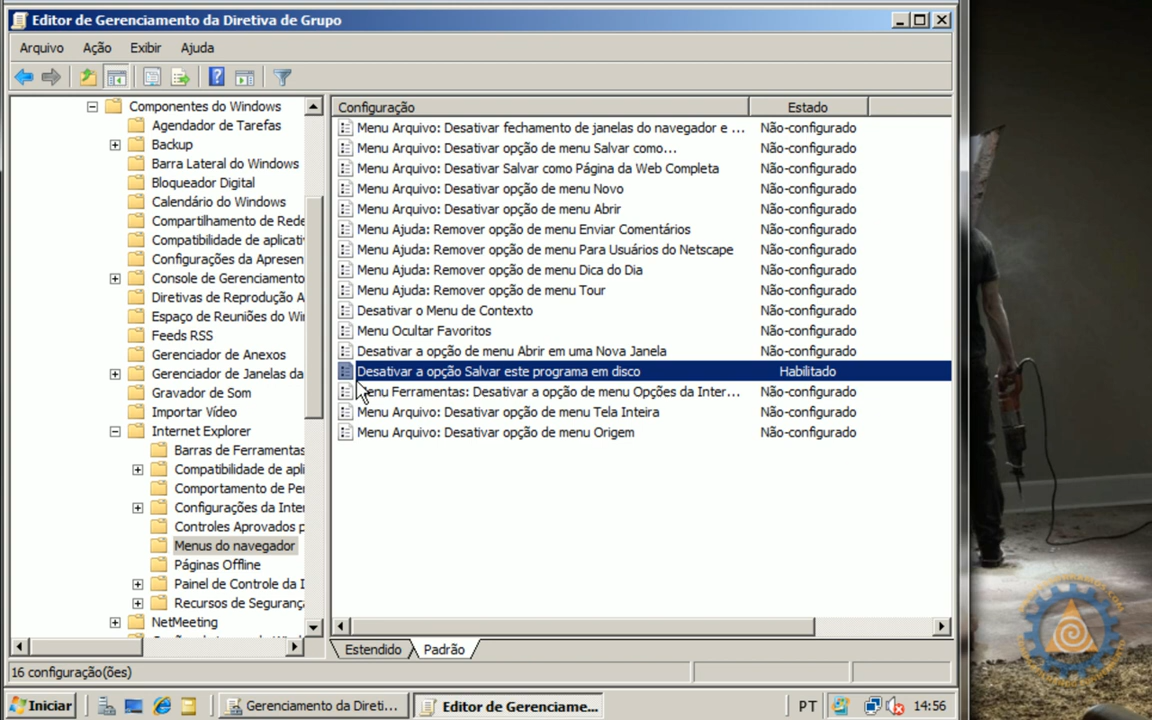 Editor de Gerenciamento da Diretiva de Grupo
Arquivo Ação Exibir Ajuda
Componentes do Windows
Agendador de Tarefas
Backup
Barra Lateral do Windows
Bloqueador Digital
Calendário do Windows
Compartilhamento de Rede
Compatibilidade de aplicati
Configurações da Apresen
Console de Gerenciamento
Diretivas de Reprodução A
Espaço de Reuniões do Wi
Feeds RSS
Gerenciador de Anexos
Gerenciador de Janelas da
Gravador de Som
Importar Vídeo
Internet Explorer
Barras de Ferramentas
Compatibilidade de apli
Comportamento de Pe
Configurações da Inte
Controles Aprovados p
Menus do navegador
Páginas Offline
Painel de Controle da I
Recursos de Seguranç
NetMeeting
Configuração Estado
Menu Arquivo: Desativar fechamento de janelas do navegador e ... Não-configurado
Menu Arquivo: Desativar opção de menu Salvar como... Não-configurado
Menu Arquivo: Desativar Salvar como Página da Web Completa Não-configurado
Menu Arquivo: Desativar opção de menu Novo Não-configurado
Menu Arquivo: Desativar opção de menu Abrir Não-configurado
Menu Ajuda: Remover opção de menu Enviar Comentários Não-configurado
Menu Ajuda: Remover opção de menu Para Usuários do Netscape Não-configurado
Menu Ajuda: Remover opção de menu Dica do Dia Não-configurado
Menu Ajuda: Remover opção de menu Tour Não-configurado
Desativar o Menu de Contexto Não-configurado
Menu Ocultar Favoritos Não-configurado
Desativar a opção de menu Abrir em uma Nova Janela Não-configurado
Desativar a opção Salvar este programa em disco Habilitado
Menu Ferramentas: Desativar a opção de menu Opções da Inter... Não-configurado
Menu Arquivo: Desativar opção de menu Tela Inteira Não-configurado
Menu Arquivo: Desativar opção de menu Origem Não-configurado
Estendido Padrão
16 configuração(ões)
Iniciar Gerenciamento da Direti... Editor de Gerenciame... PT 14:56